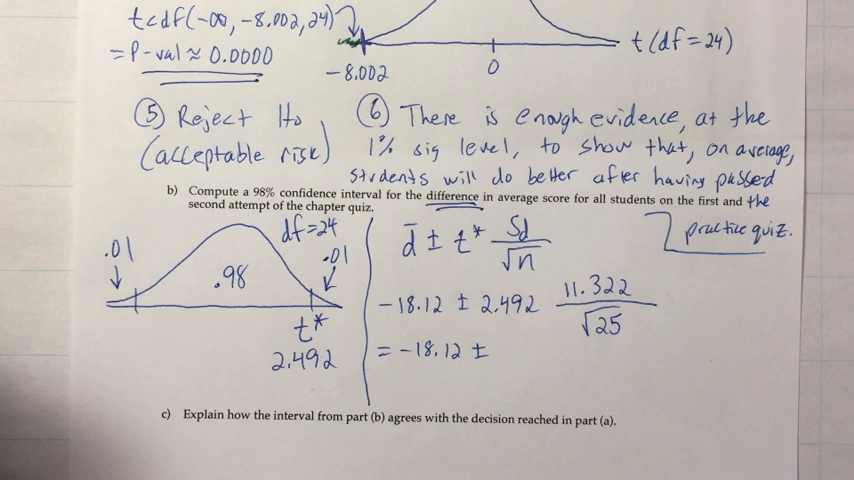 tcdf(-∞, -8.002, 24)
= P-val ≈ 0.0000
-8.002
0
t (df = 24)
⑤ Reject Ho
(acceptable risk)
⑥ There is enough evidence, at the
1% sig level, to show that, on average,
students will do better after having passed
the
practice quiz.
b) Compute a 98% confidence interval for the difference in average score for all students on the first and
second attempt of the chapter quiz.
df=24
.01
.98
.01
t*
2.492
d̄ ± t* Sd/√n
-18.12 ± 2.492 11.322/√25
= -18.12 ±
c) Explain how the interval from part (b) agrees with the decision reached in part (a).